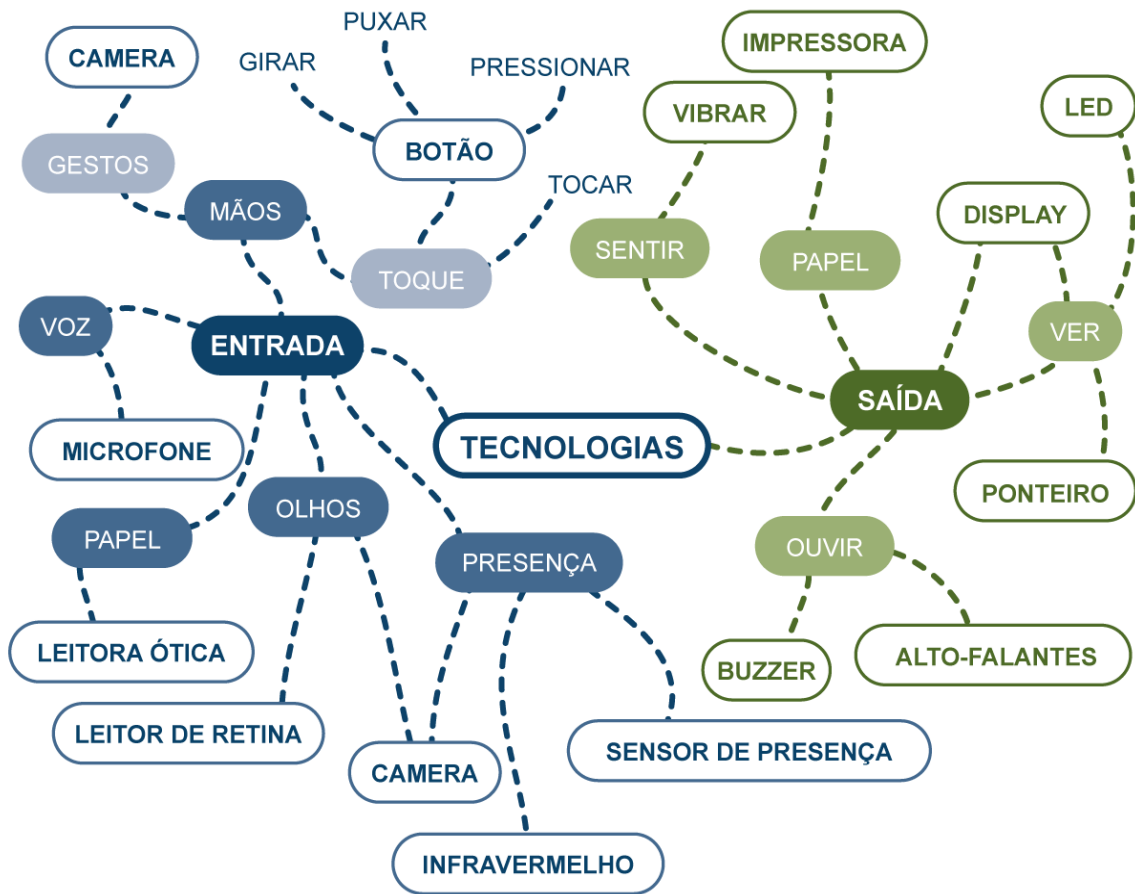 PUXAR
IMPRESSORA
CAMERA
GIRAR
PRESSIONAR
VIBRAR
LED
BOTÃO
GESTOS
TOCAR
MÃOS
DISPLAY
SENTIR
PAPEL
TOQUE
VOZ
VER
ENTRADA
SAÍDA
TECNOLOGIAS
MICROFONE
PONTEIRO
OLHOS
PAPEL
OUVIR
PRESENÇA
LEITORA ÓTICA
ALTO-FALANTES
BUZZER
LEITOR DE RETINA
SENSOR DE PRESENÇA
CAMERA
INFRAVERMELHO